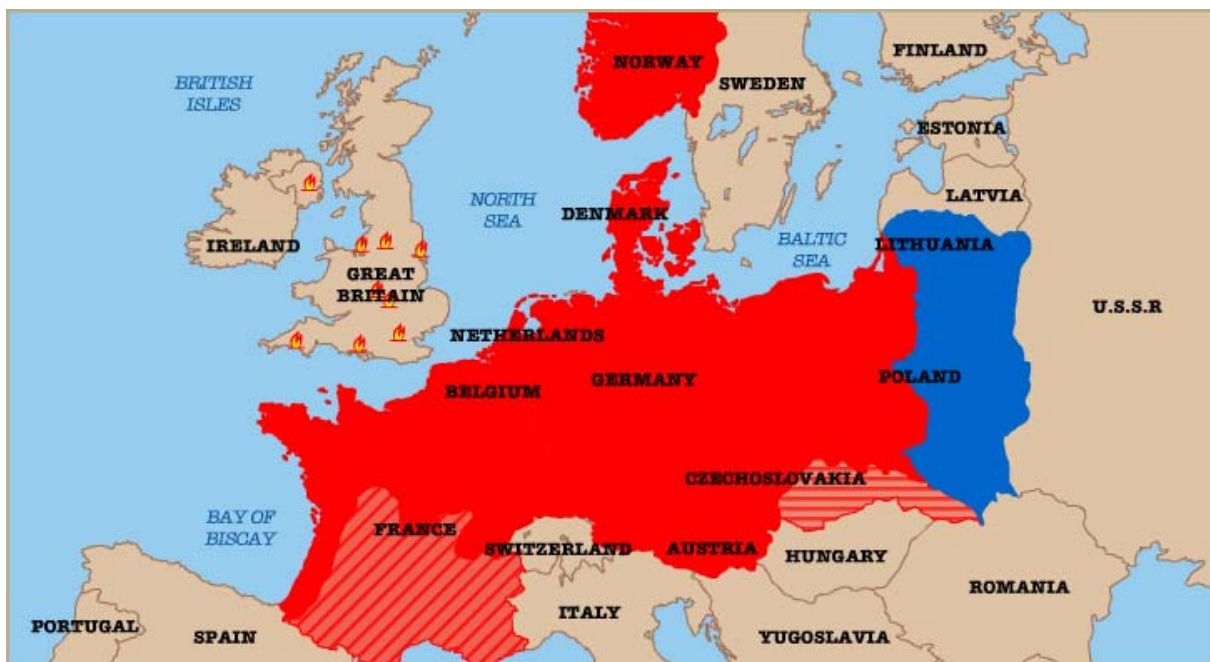 NORWAY
FINLAND
SWEDEN
BRITISH
ISLES
ESTONIA
LATVIA
NORTH
SEA
DENMARK
IRELAND
BALTIC
SEA
LITHUANIA
GREAT
BRITAIN
U.S.S.R
NETHERLANDS
GERMANY
POLAND
BELGIUM
CZECHOSLOVAKIA
BAY OF
BISCAY
FRANCE
SWITZERLAND
AUSTRIA
HUNGARY
ROMANIA
ITALY
PORTUGAL
SPAIN
YUGOSLAVIA